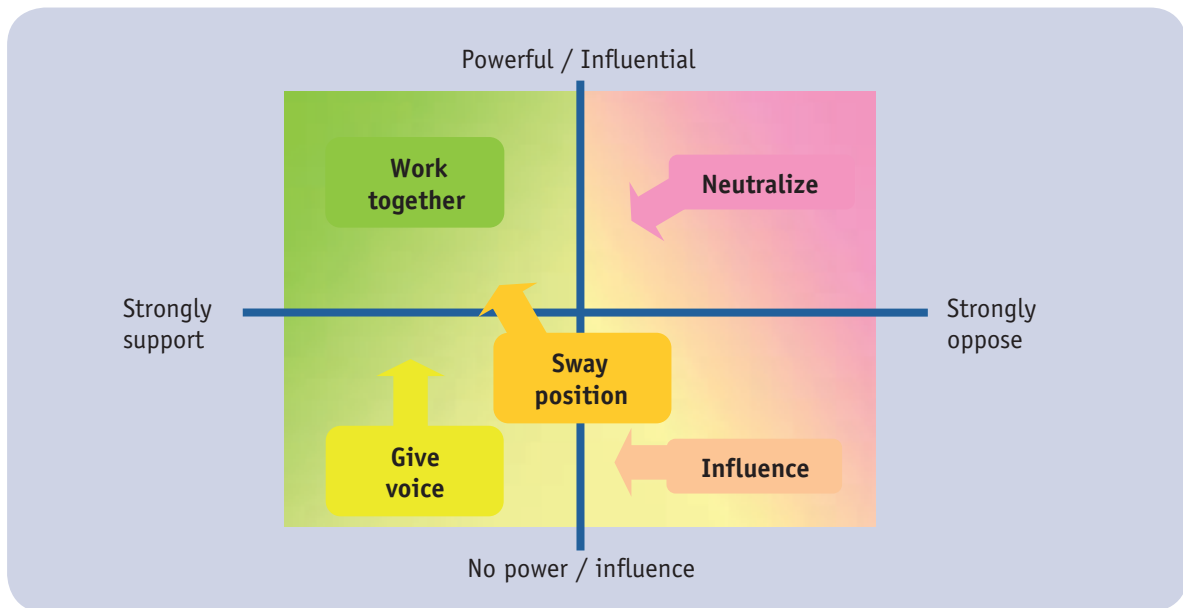 Powerful / Influential
Work
together
Neutralize
Strongly
support
Strongly
oppose
Sway
position
Give
voice
Influence
No power / influence